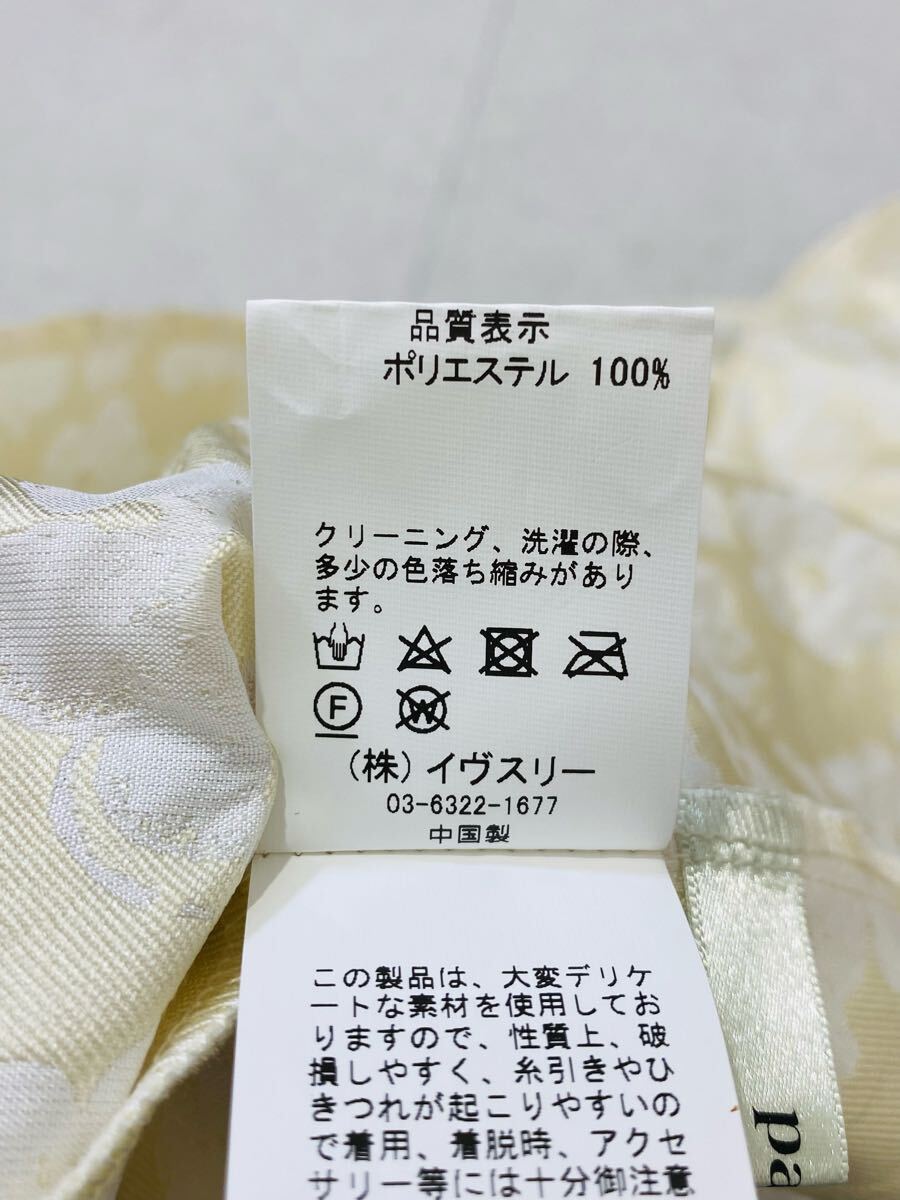 品質表示
ポリエステル 100%
クリーニング、洗濯の際、
多少の色落ち縮みがあり
ます。
F
W
(株)イヴスリー
03-6322-1677
中国製
この製品は、大変デリケ
ートな素材を使用してお
りますので、性質上、破
損しやすく、糸引きやひ
きつれが起こりやすいの
で着用、着脱時、アクセ
サリー等には十分御注意
pa